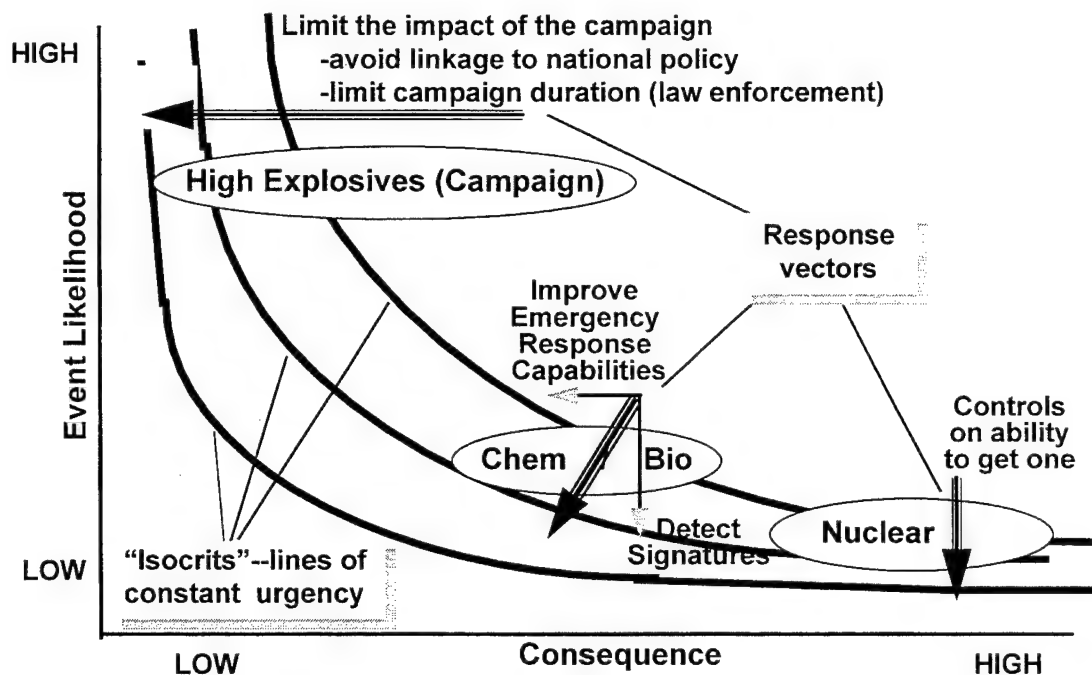 HIGH
Limit the impact of the campaign
-avoid linkage to national policy
-limit campaign duration (law enforcement)
High Explosives (Campaign)
Event Likelihood
Response
vectors
Improve
Emergency
Response
Capabilities
Controls
on ability
to get one
Chem
Bio
Nuclear
Detect
Signatures
LOW
“Isocrits”--lines of
constant urgency
LOW
Consequence
HIGH